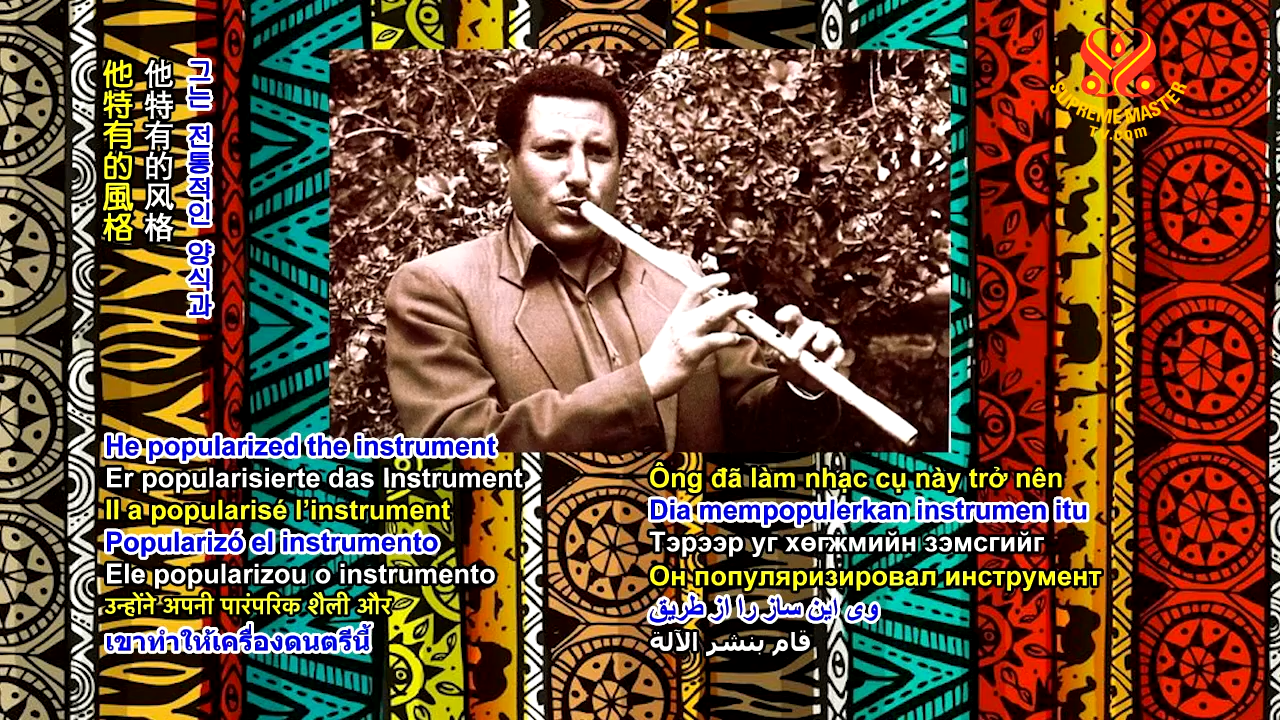 他特有的風格
他特有的风格
그는 전통적인 양식과
SUPREME MASTER
TV.com
He popularized the instrument
Er popularisierte das Instrument
Il a popularisé l’instrument
Popularizó el instrumento
Ele popularizou o instrumento
उन्होंने अपनी पारंपरिक शैली और
เขาทำให้เครื่องดนตรีนี้
Ông đã làm nhạc cụ này trở nên
Dia mempopulerkan instrumen itu
Тэрээр уг хөгжмийн зэмсгийг
Он популяризировал инструмент
وی این ساز را از طریق
قام بنشر الآلة